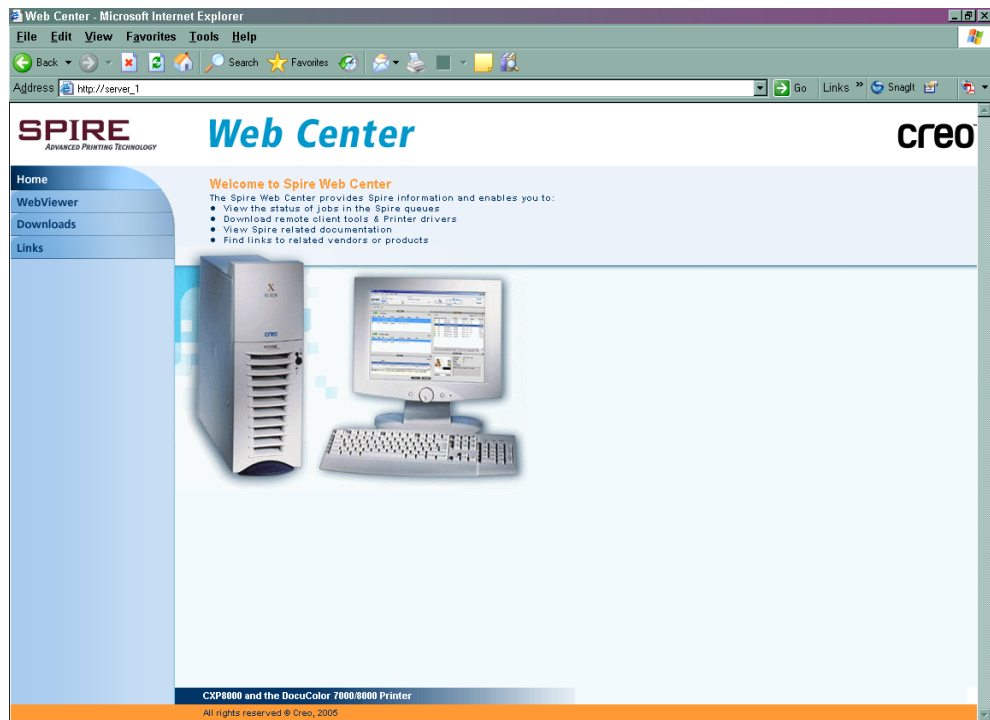 Web Center - Microsoft Internet Explorer
File Edit View Favorites Tools Help
Back Search Favorites
Address http://server_1 Go Links » SnagIt
SPIRE
ADVANCED PRINTING TECHNOLOGY
Web Center
creo
Home
WebViewer
Downloads
Links
Welcome to Spire Web Center
The Spire Web Center provides Spire information and enables you to:
● View the status of jobs in the Spire queues
● Download remote client tools & Printer drivers
● View Spire related documentation
● Find links to related vendors or products
X
creo
CXP8000 and the DocuColor 7000/8000 Printer
All rights reserved © Creo, 2005